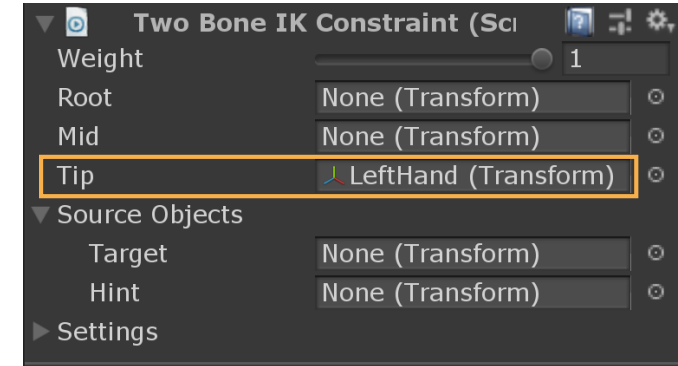 Two Bone IK Constraint (Scr
Weight 1
Root None (Transform)
Mid None (Transform)
Tip LeftHand (Transform)
Source Objects
Target None (Transform)
Hint None (Transform)
Settings